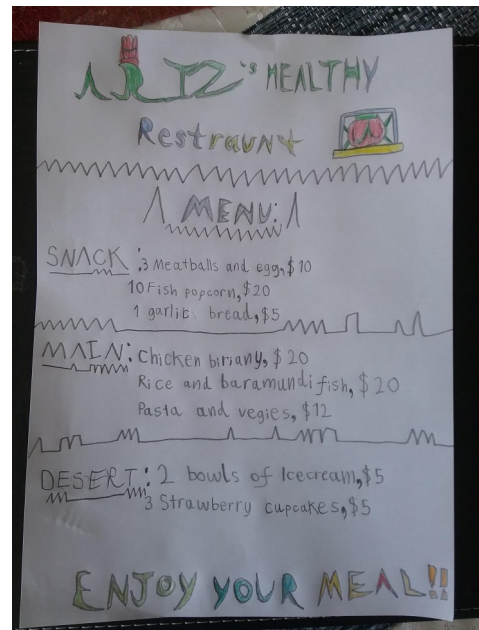 ARIZ's HEALTHY
Restraunt
MENU:
SNACK :3 Meatballs and egg,$10
10 Fish popcorn,$20
1 garlic bread,$5
MAIN: Chicken biriany,$20
Rice and baramundi fish, $20
Pasta and vegies, $12
DESERT: 2 bowls of Icecream,$5
3 Strawberry cupcakes,$5
ENJOY YOUR MEAL!!